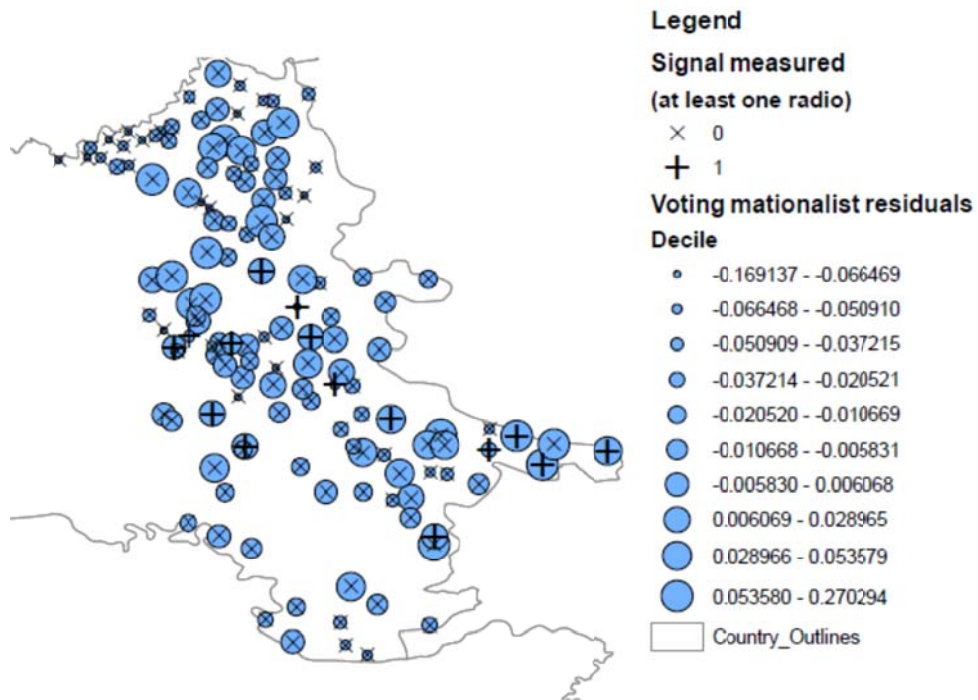 Legend
Signal measured
(at least one radio)
0
1
Voting mationalist residuals
Decile
-0.169137 - -0.066469
-0.066468 - -0.050910
-0.050909 - -0.037215
-0.037214 - -0.020521
-0.020520 - -0.010669
-0.010668 - -0.005831
-0.005830 - 0.006068
0.006069 - 0.028965
0.028966 - 0.053579
0.053580 - 0.270294
Country_Outlines